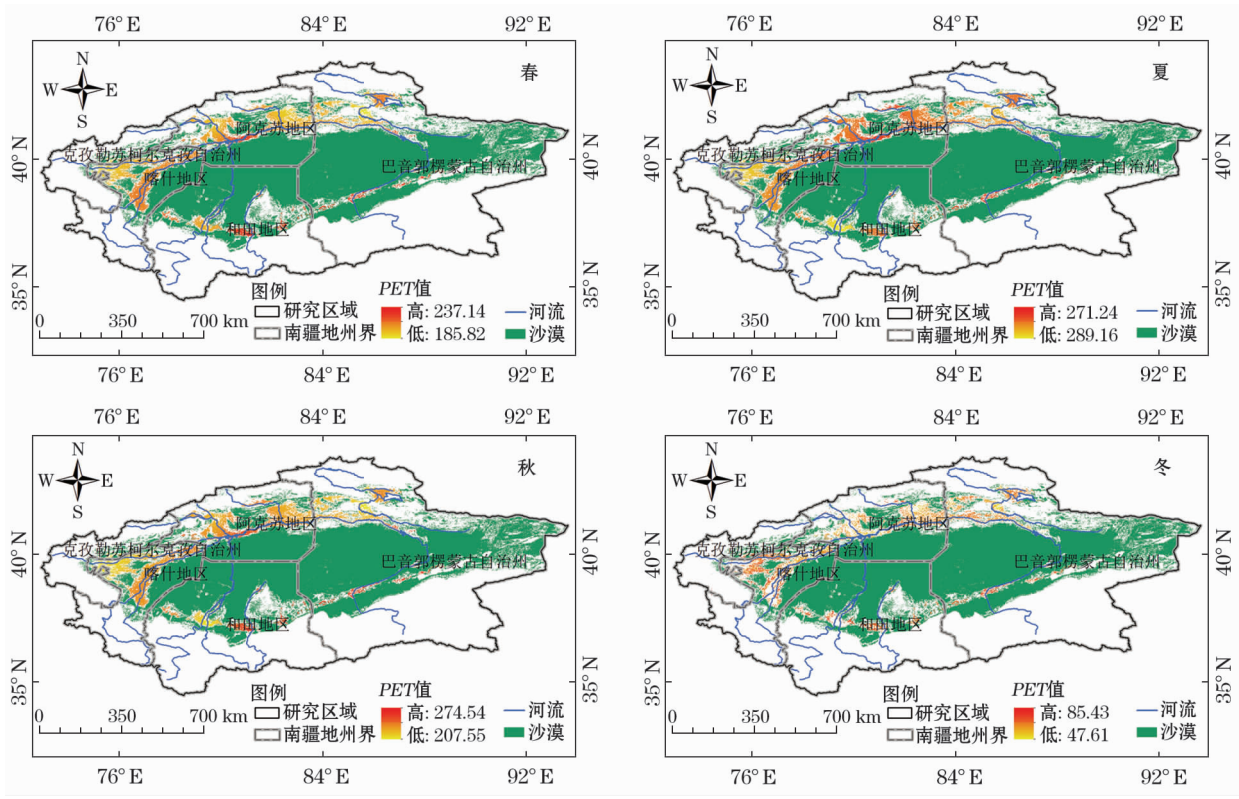 76° E 84° E 92° E
76° E 84° E 92° E
N
W E
S
春
40° N
35° N
阿克苏地区
克孜勒苏柯尔克孜自治州
喀什地区
巴音郭楞蒙古自治州
和田地区
40° N
35° N
图例
研究区域
南疆地州界
PET值
高: 237.14
低: 185.82
河流
沙漠
0 350 700 km
N
W E
S
夏
40° N
35° N
阿克苏地区
克孜勒苏柯尔克孜自治州
喀什地区
巴音郭楞蒙古自治州
和田地区
40° N
35° N
图例
研究区域
南疆地州界
PET值
高: 271.24
低: 289.16
河流
沙漠
0 350 700 km
76° E 84° E 92° E
76° E 84° E 92° E
76° E 84° E 92° E
76° E 84° E 92° E
N
W E
S
秋
40° N
35° N
阿克苏地区
克孜勒苏柯尔克孜自治州
喀什地区
巴音郭楞蒙古自治州
和田地区
40° N
35° N
图例
研究区域
南疆地州界
PET值
高: 274.54
低: 207.55
河流
沙漠
0 350 700 km
N
W E
S
冬
40° N
35° N
阿克苏地区
克孜勒苏柯尔克孜自治州
喀什地区
巴音郭楞蒙古自治州
和田地区
40° N
35° N
图例
研究区域
南疆地州界
PET值
高: 85.43
低: 47.61
河流
沙漠
0 350 700 km
76° E 84° E 92° E
76° E 84° E 92° E